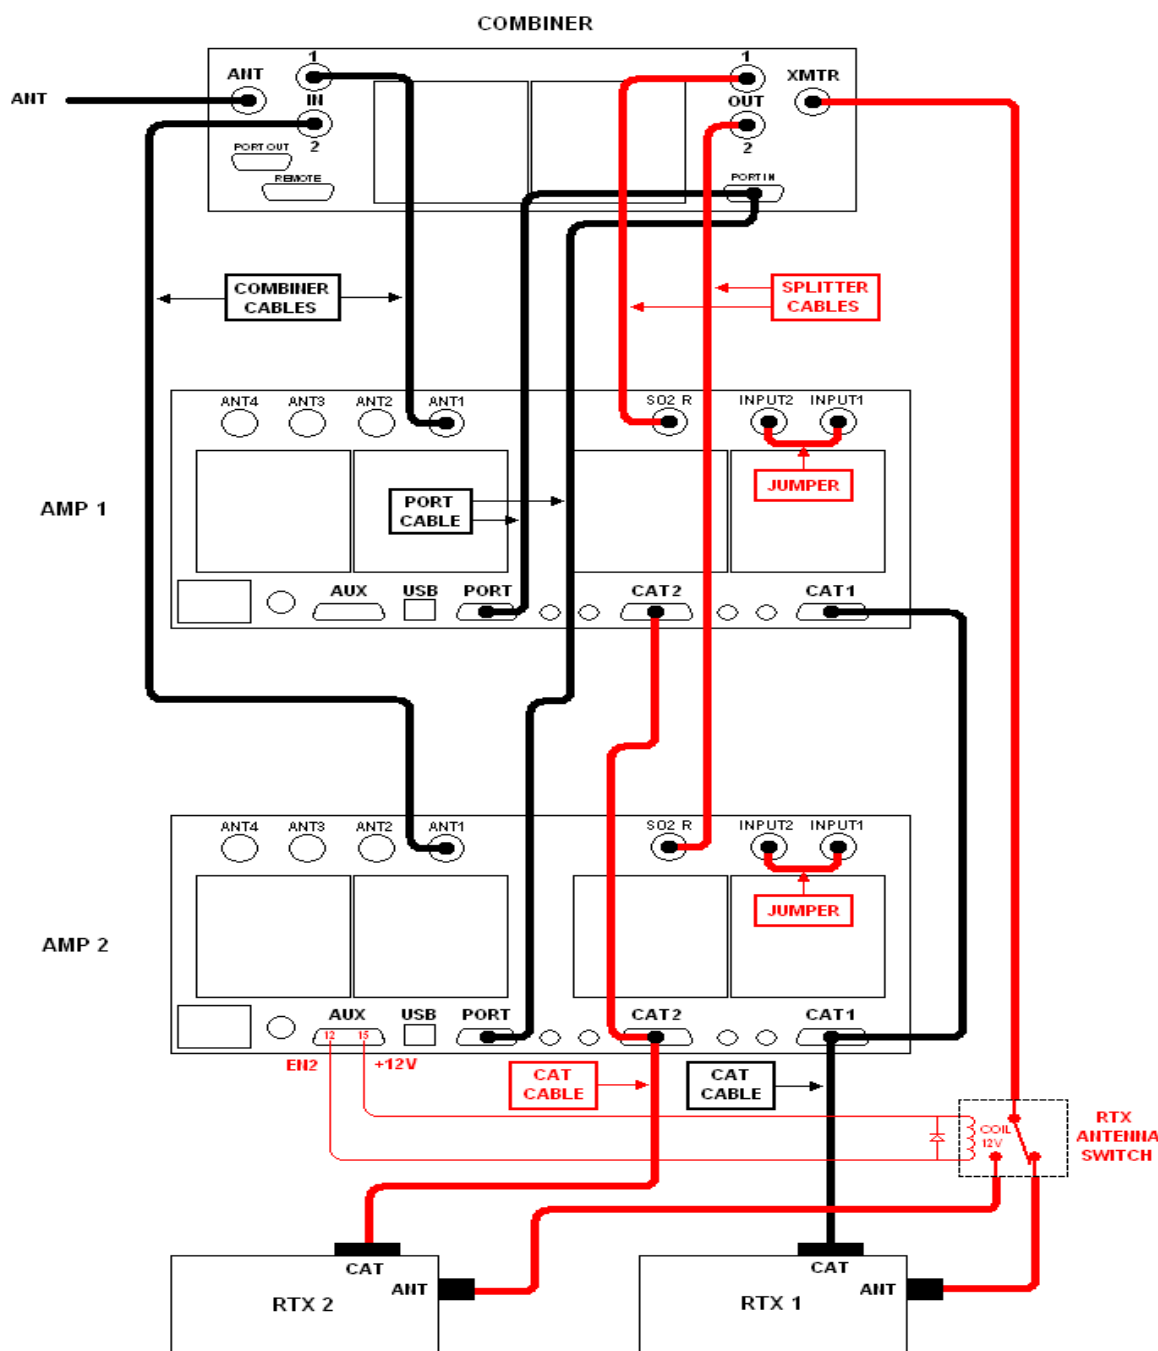 COMBINER
ANT
ANT
1
IN
2
PORT OUT
REMOTE
1
OUT
2
XMTR
PORT IN
COMBINER
CABLES
SPLITTER
CABLES
AMP 1
ANT4 ANT3 ANT2 ANT1 SO2 R INPUT2 INPUT1
JUMPER
PORT
CABLE
AUX USB PORT CAT2 CAT1
AMP 2
ANT4 ANT3 ANT2 ANT1 SO2 R INPUT2 INPUT1
JUMPER
AUX USB PORT CAT2 CAT1
12 15
EN2 +12V
CAT
CABLE
CAT
CABLE
COIL
12V
RTX
ANTENNA
SWITCH
CAT
ANT
RTX 2
CAT
ANT
RTX 1